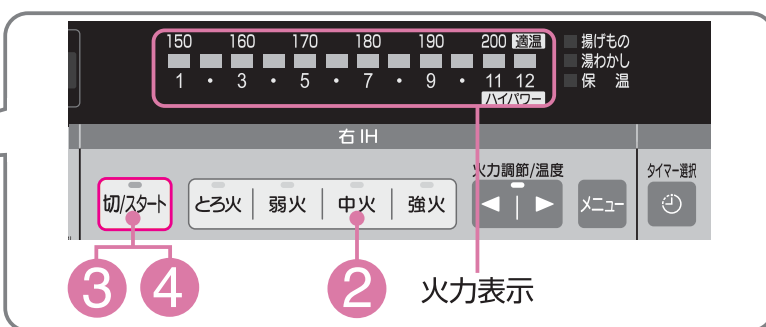 150 160 170 180 190 200 適温
1 ・ 3 ・ 5 ・ 7 ・ 9 ・ 11 12
ハイパワー
揚げもの
湯わかし
保 温
右 IH
火力調節/温度
タイマー選択
切/スタート とろ火 弱火 中火 強火 ◀ | ▶ メニュー
3 4 2 火力表示